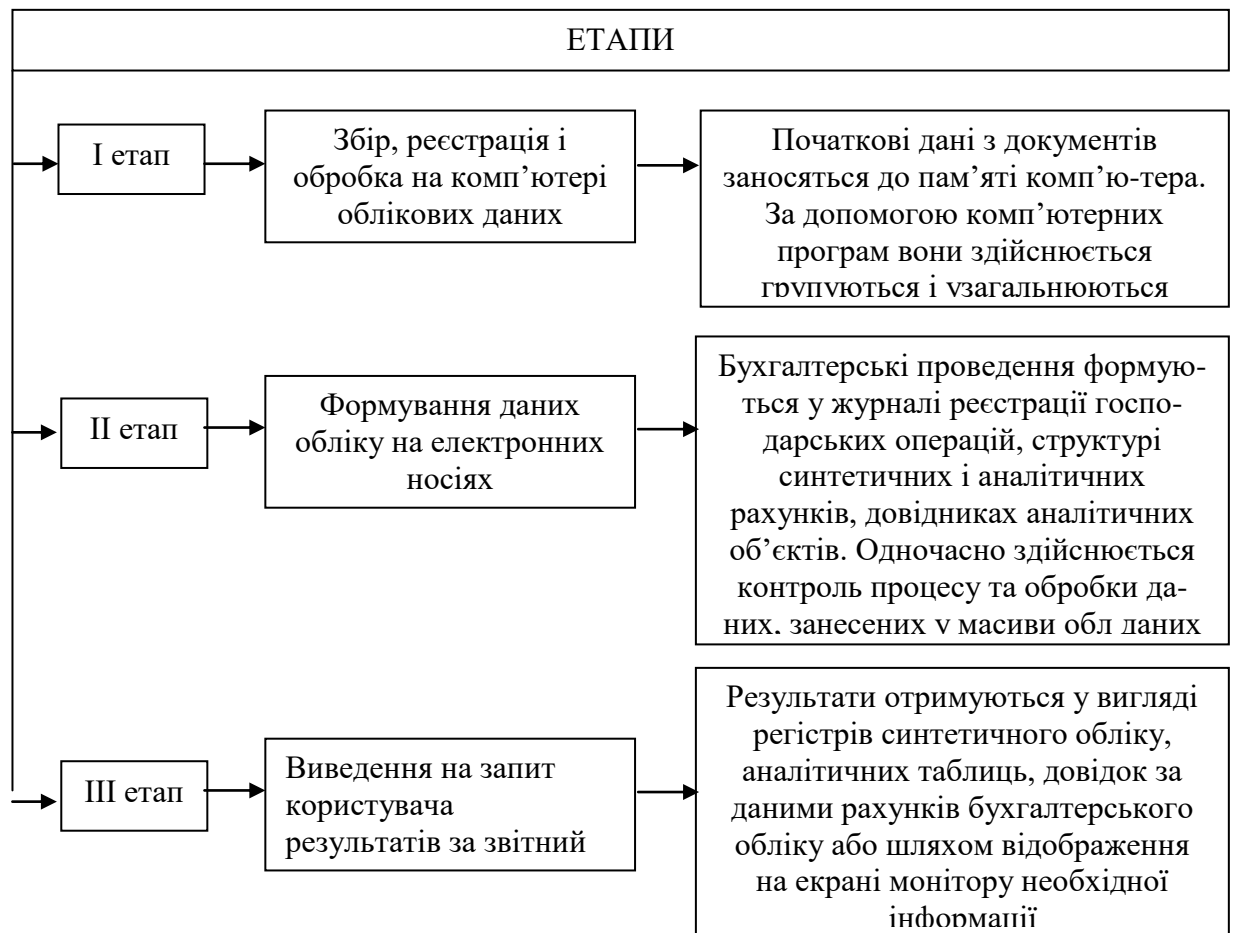 ЕТАПИ
І етап
Збір, реєстрація і
обробка на комп’ютері
облікових даних
Початкові дані з документів
заносяться до пам’яті комп’ю-тера.
За допомогою комп’ютерних
програм вони здійснюється
групуються і узагальнюються
ІІ етап
Формування даних
обліку на електронних
носіях
Бухгалтерські проведення формую-
ться у журналі реєстрації госпо-
дарських операцій, структурі
синтетичних і аналітичних
рахунків, довідниках аналітичних
об’єктів. Одночасно здійснюється
контроль процесу та обробки да-
них, занесених у масиви обл даних
ІІІ етап
Виведення на запит
користувача
результатів за звітний
Результати отримуються у вигляді
регістрів синтетичного обліку,
аналітичних таблиць, довідок за
даними рахунків бухгалтерського
обліку або шляхом відображення
на екрані монітору необхідної
інформації